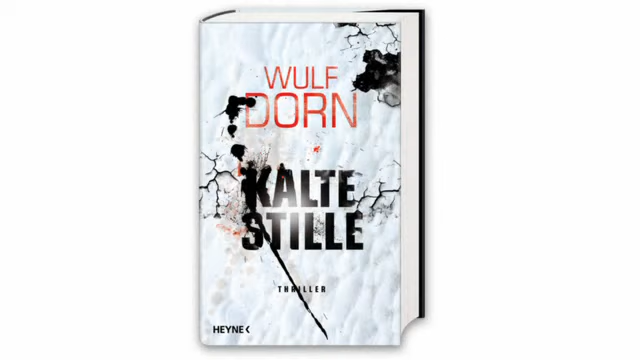 WULF
DORN
KALTE
STILLE
THRILLER
HEYNE<